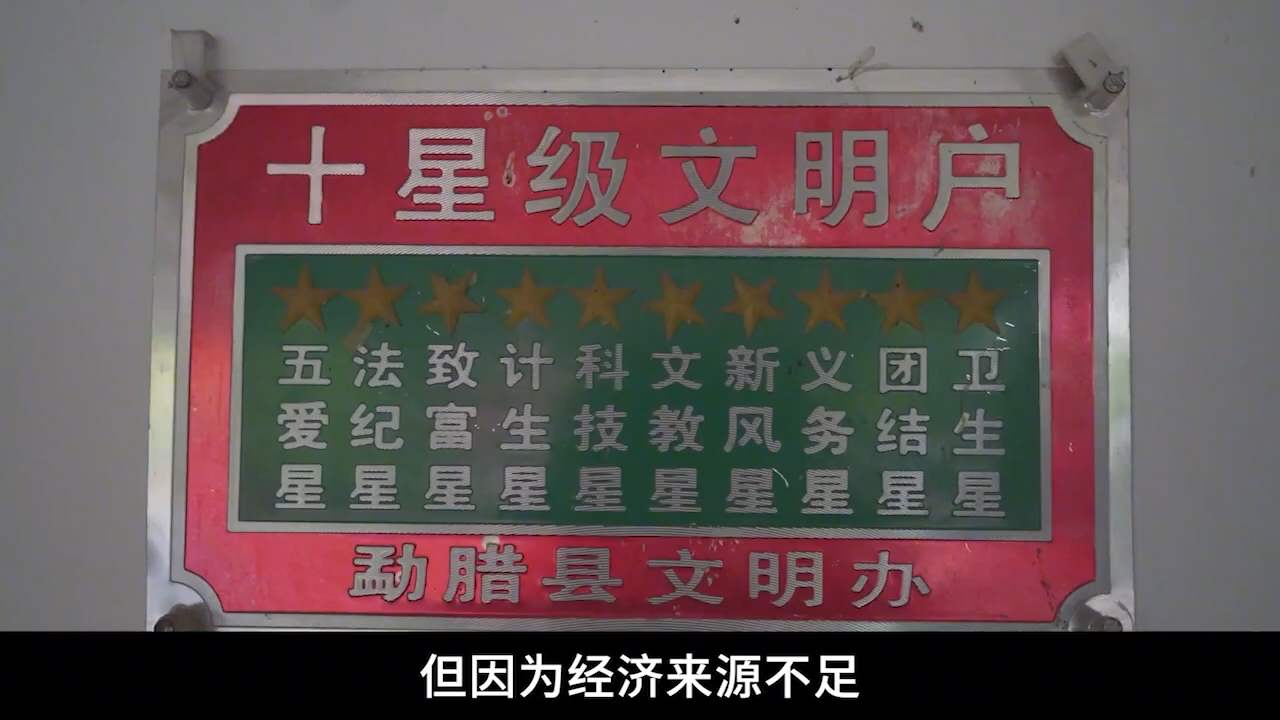 十星级文明户
五 法 致 计 科 文 新 义 团 卫
爱 纪 富 生 技 教 风 务 结 生
星 星 星 星 星 星 星 星 星 星
勐腊县文明办
但因为经济来源不足